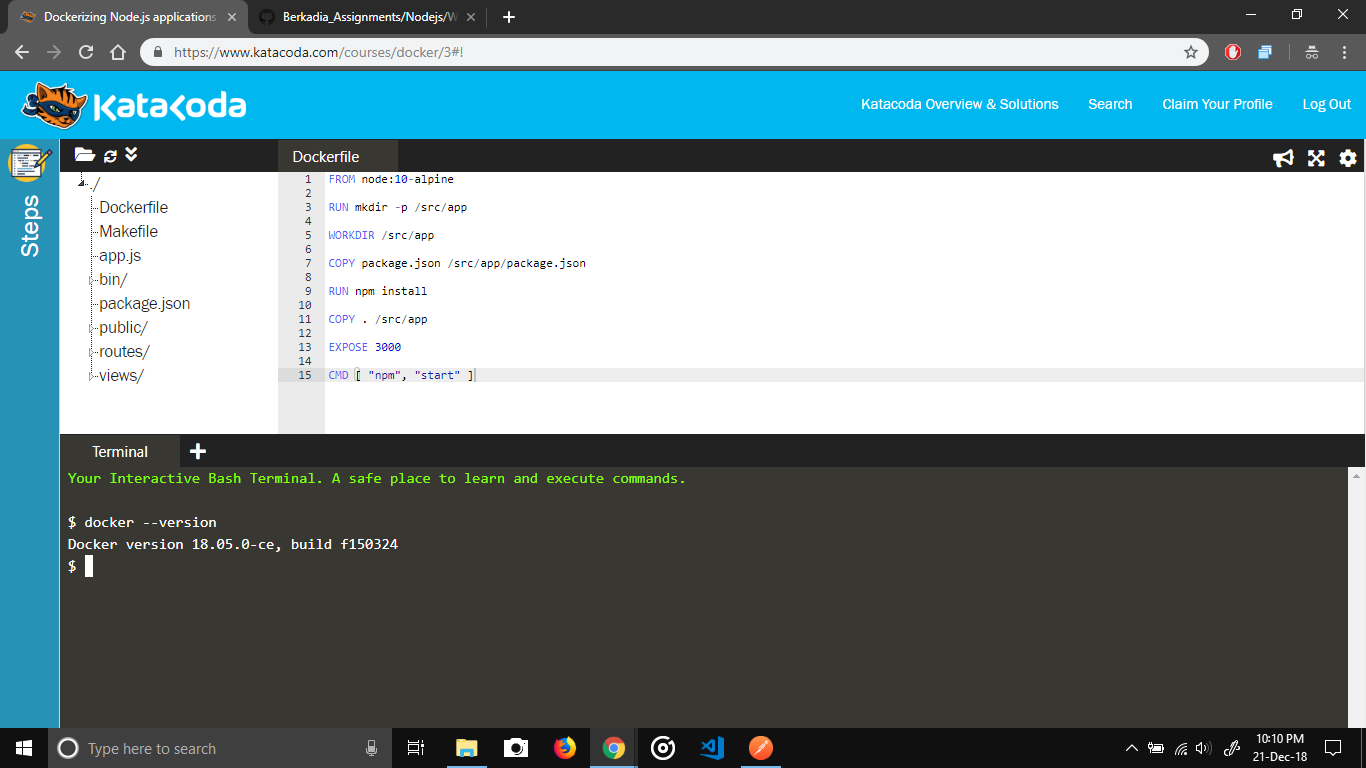 Dockerizing Node.js applications
Berkadia_Assignments/Nodejs/W
https://www.katacoda.com/courses/docker/3#!
KataKoda
Katacoda Overview & Solutions
Search
Claim Your Profile
Log Out
Steps
Dockerfile
./
Dockerfile
Makefile
app.js
bin/
package.json
public/
routes/
views/
1 FROM node:10-alpine
2
3 RUN mkdir -p /src/app
4
5 WORKDIR /src/app
6
7 COPY package.json /src/app/package.json
8
9 RUN npm install
10
11 COPY . /src/app
12
13 EXPOSE 3000
14
15 CMD [ "npm", "start" ]
Terminal
Your Interactive Bash Terminal. A safe place to learn and execute commands.
$ docker --version
Docker version 18.05.0-ce, build f150324
$
Type here to search
10:10 PM
21-Dec-18